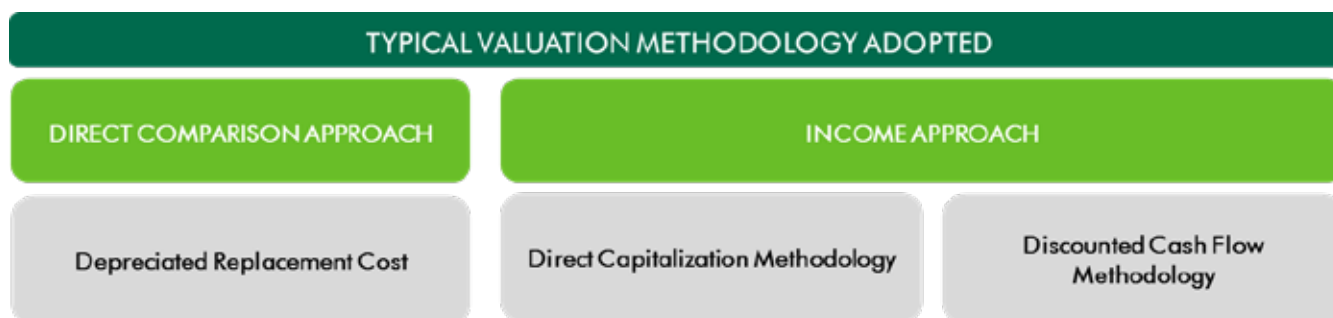 TYPICAL VALUATION METHODOLOGY ADOPTED
DIRECT COMPARISON APPROACH
INCOME APPROACH
Depreciated Replacement Cost
Direct Capitalization Methodology
Discounted Cash Flow
Methodology